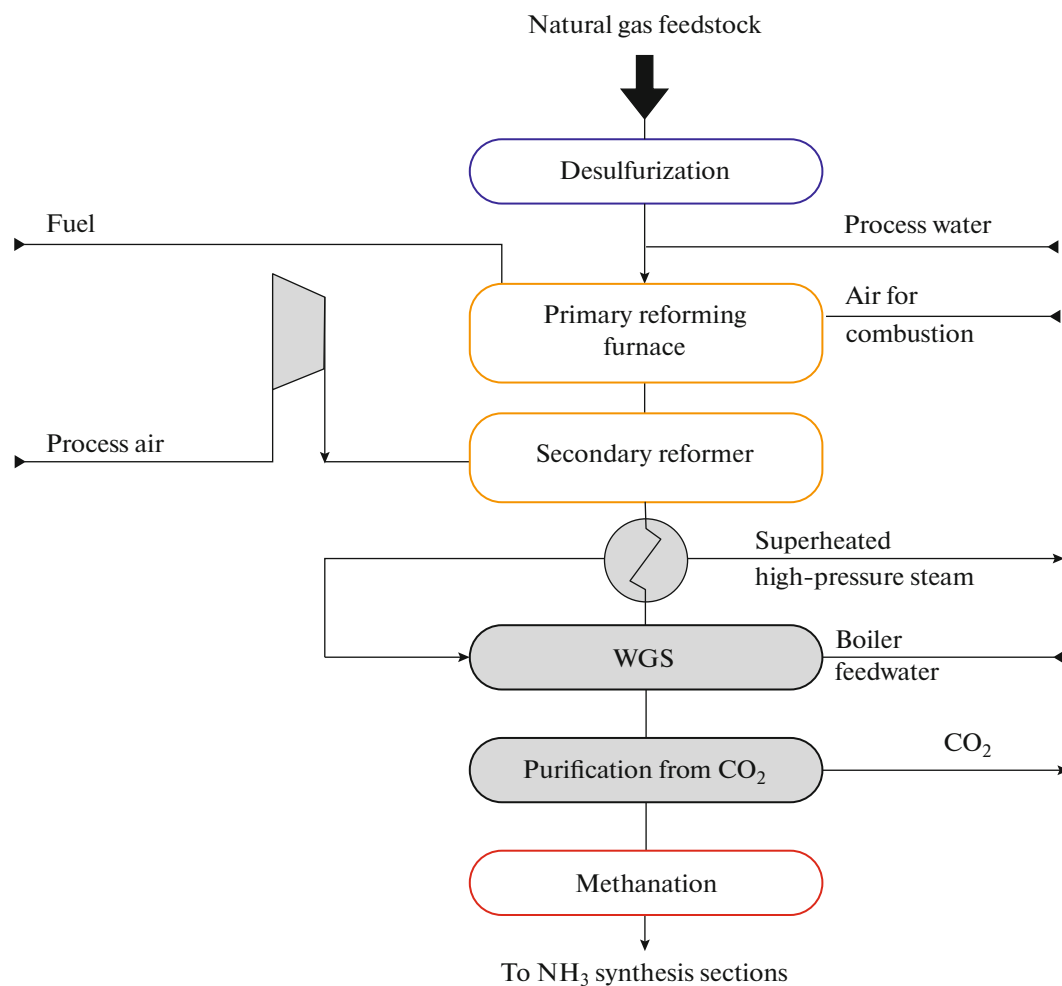 Natural gas feedstock
Desulfurization
Fuel
Process water
Primary reforming
furnace
Air for
combustion
Process air
Secondary reformer
Superheated
high-pressure steam
WGS
Boiler
feedwater
Purification from CO₂
CO₂
Methanation
To NH₃ synthesis sections